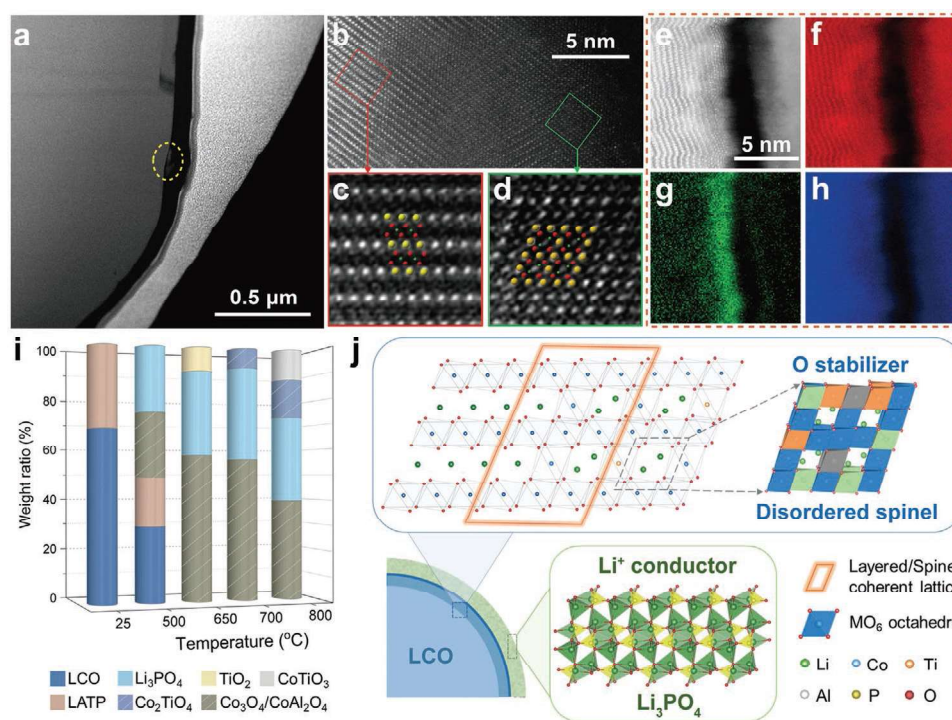 a
0.5 µm
b
5 nm
c
d
e
5 nm
f
g
h
i
Weight ratio (%)
100
80
60
40
20
0
25
500
650
700
800
Temperature (°C)
LCO
Li₃PO₄
TiO₂
CoTiO₃
LATP
Co₂TiO₄
Co₃O₄/CoAl₂O₄
j
O stabilizer
Disordered spinel
Li⁺ conductor
LCO
Li₃PO₄
Layered/Spine
coherent lattic
MO₆ octahedr
Li
Co
Ti
Al
P
O